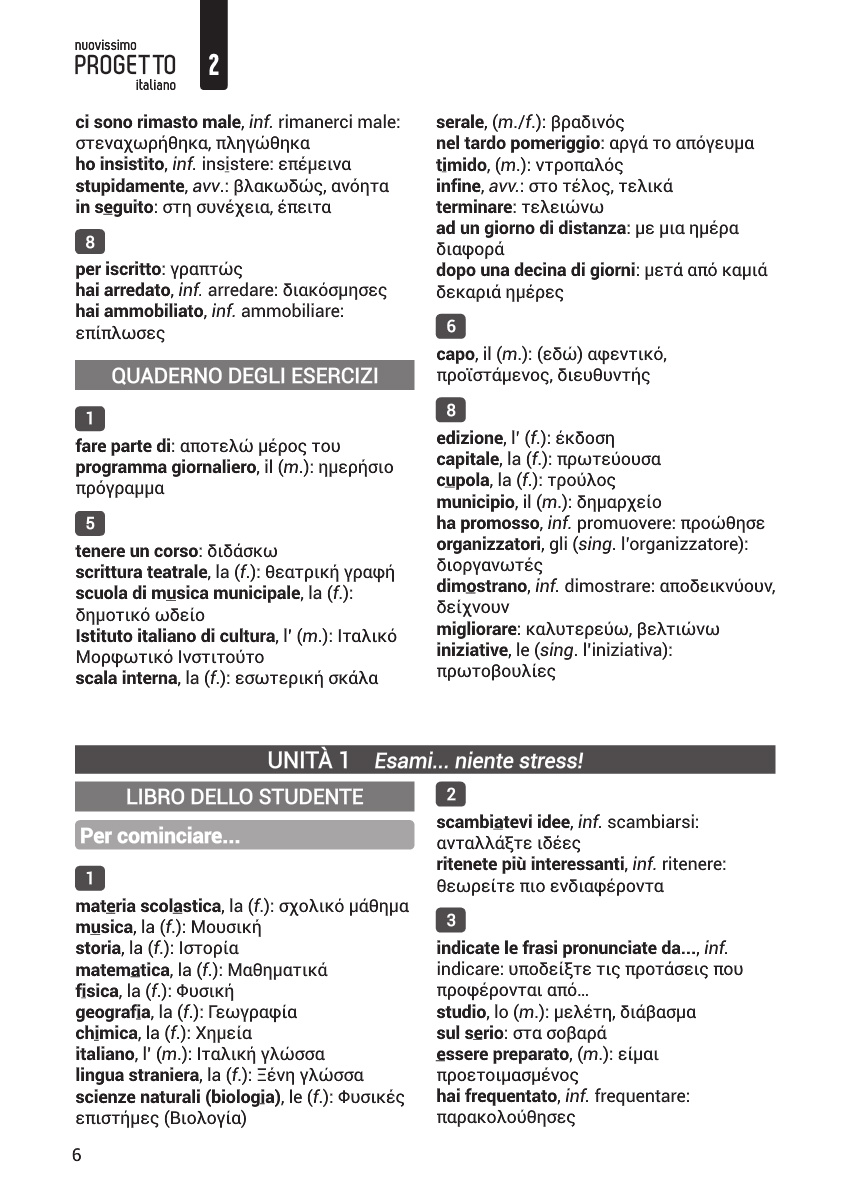 nuovissimo
PROGETTO
italiano
2
ci sono rimasto male, inf. rimanerci male:
στεναχωρήθηκα, πληγώθηκα
ho insistito, inf. insistere: επέμεινα
stupidamente, avv.: βλακωδώς, ανόητα
in seguito: στη συνέχεια, έπειτα
8
per iscritto: γραπτώς
hai arredato, inf. arredare: διακόσμησες
hai ammobiliato, inf. ammobiliare:
επίπλωσες
QUADERNO DEGLI ESERCIZI
1
fare parte di: αποτελώ μέρος του
programma giornaliero, il (m.): ημερήσιο
πρόγραμμα
5
tenere un corso: διδάσκω
scrittura teatrale, la (f.): θεατρική γραφή
scuola di musica municipale, la (f.):
δημοτικό ωδείο
Istituto italiano di cultura, l' (m.): Ιταλικό
Μορφωτικό Ινστιτούτο
scala interna, la (f.): εσωτερική σκάλα
serale, (m./f.): βραδινός
nel tardo pomeriggio: αργά το απόγευμα
timido, (m.): ντροπαλός
infine, avv.: στο τέλος, τελικά
terminare: τελειώνω
ad un giorno di distanza: με μια ημέρα
διαφορά
dopo una decina di giorni: μετά από καμιά
δεκαριά ημέρες
6
capo, il (m.): (εδώ) αφεντικό,
προϊστάμενος, διευθυντής
8
edizione, l' (f.): έκδοση
capitale, la (f.): πρωτεύουσα
cupola, la (f.): τρούλος
municipio, il (m.): δημαρχείο
ha promosso, inf. promuovere: προώθησε
organizzatori, gli (sing. l'organizzatore):
διοργανωτές
dimostrano, inf. dimostrare: αποδεικνύουν,
δείχνουν
migliorare: καλυτερεύω, βελτιώνω
iniziative, le (sing. l'iniziativa):
πρωτοβουλίες
UNITÀ 1 Esami... niente stress!
LIBRO DELLO STUDENTE
Per cominciare...
1
materia scolastica, la (f.): σχολικό μάθημα
musica, la (f.): Μουσική
storia, la (f.): Ιστορία
matematica, la (f.): Μαθηματικά
fisica, la (f.): Φυσική
geografia, la (f.): Γεωγραφία
chimica, la (f.): Χημεία
italiano, l' (m.): Ιταλική γλώσσα
lingua straniera, la (f.): Ξένη γλώσσα
scienze naturali (biologia), le (f.): Φυσικές
επιστήμες (Βιολογία)
2
scambiatevi idee, inf. scambiarsi:
ανταλλάξτε ιδέες
ritenete più interessanti, inf. ritenere:
θεωρείτε πιο ενδιαφέροντα
3
indicate le frasi pronunciate da..., inf.
indicare: υποδείξτε τις προτάσεις που
προφέρονται από…
studio, lo (m.): μελέτη, διάβασμα
sul serio: στα σοβαρά
essere preparato, (m.): είμαι
προετοιμασμένος
hai frequentato, inf. frequentare:
παρακολούθησες
6